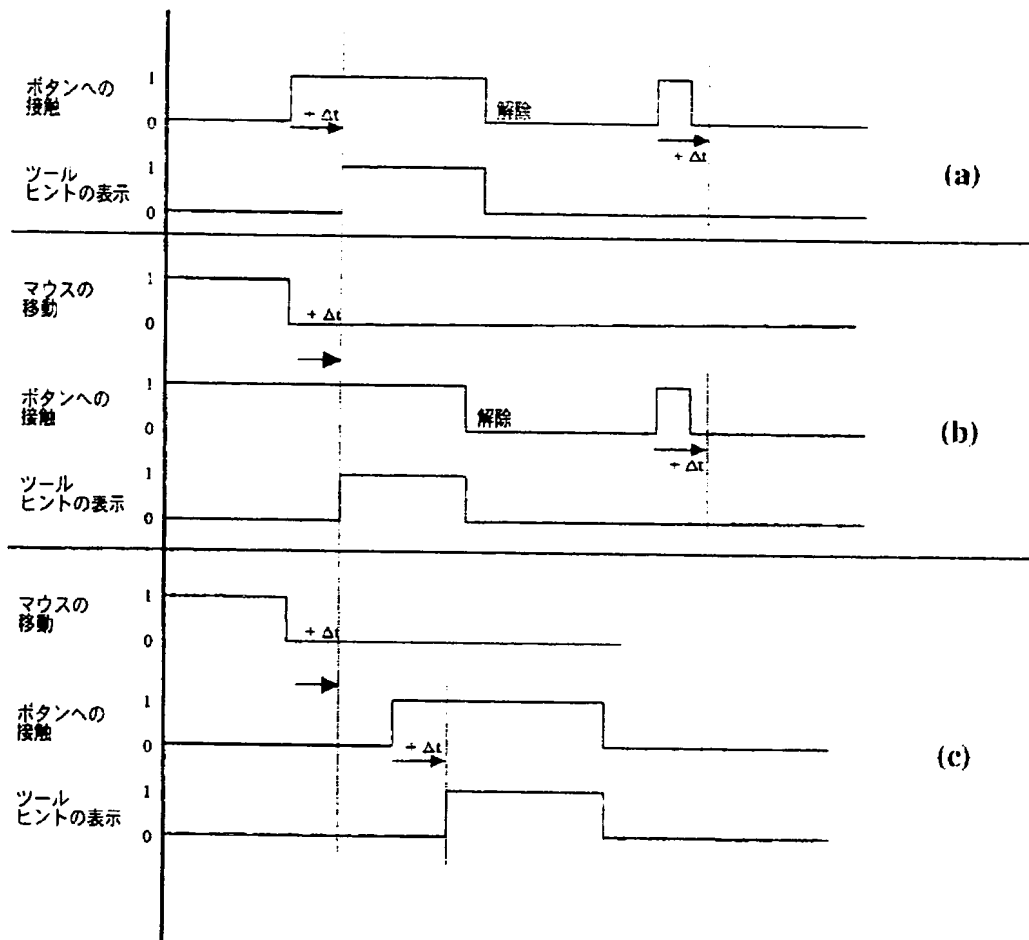 ボタンへの
接触
1
0
+ Δt
解除
+ Δt
ツール
ヒントの表示
1
0
(a)
マウスの
移動
1
0
+ Δt
ボタンへの
接触
1
0
解除
+ Δt
ツール
ヒントの表示
1
0
(b)
マウスの
移動
1
0
+ Δt
ボタンへの
接触
1
0
+ Δt
ツール
ヒントの表示
1
0
(c)